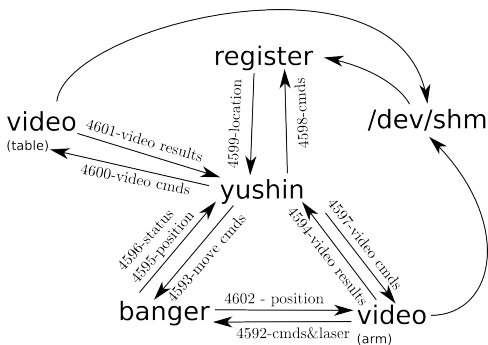 register
video
(table)
/dev/shm
4601-video results
4600-video cmds
4599-location
4598-cmds
yushin
4596-status
4595-position
4593-move cmds
4597-video cmds
4594-video results
banger
4602 - position
4592-cmds&laser
video
(arm)